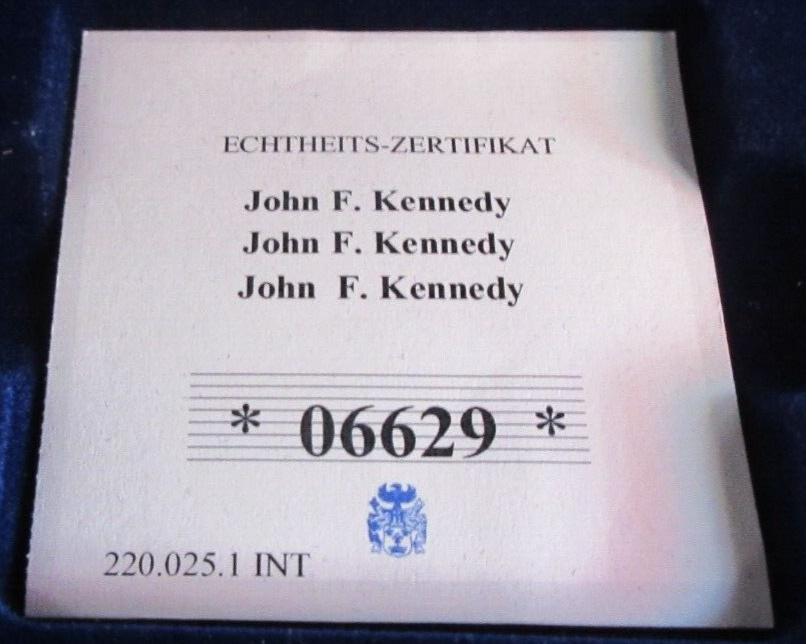 ECHTHEITS-ZERTIFIKAT
John F. Kennedy
John F. Kennedy
John F. Kennedy
* 06629 *
220.025.1 INT